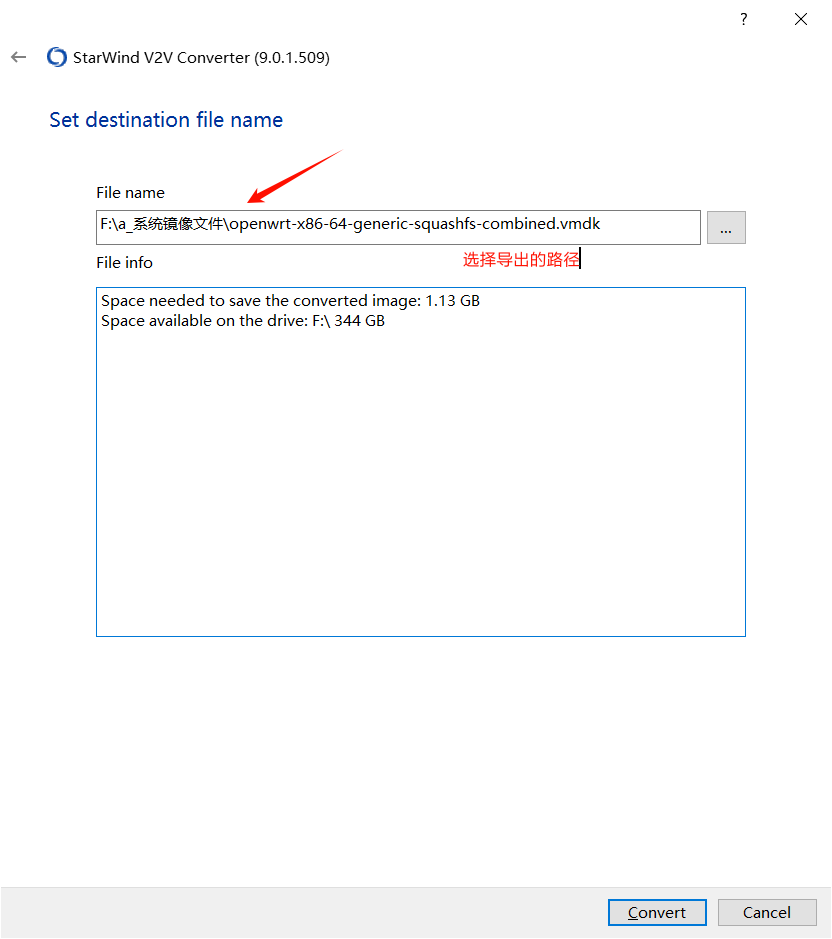 ?
StarWind V2V Converter (9.0.1.509)
Set destination file name
File name
F:\a_系统镜像文件\openwrt-x86-64-generic-squashfs-combined.vmdk
...
File info
选择导出的路径
Space needed to save the converted image: 1.13 GB
Space available on the drive: F:\ 344 GB
Convert
Cancel